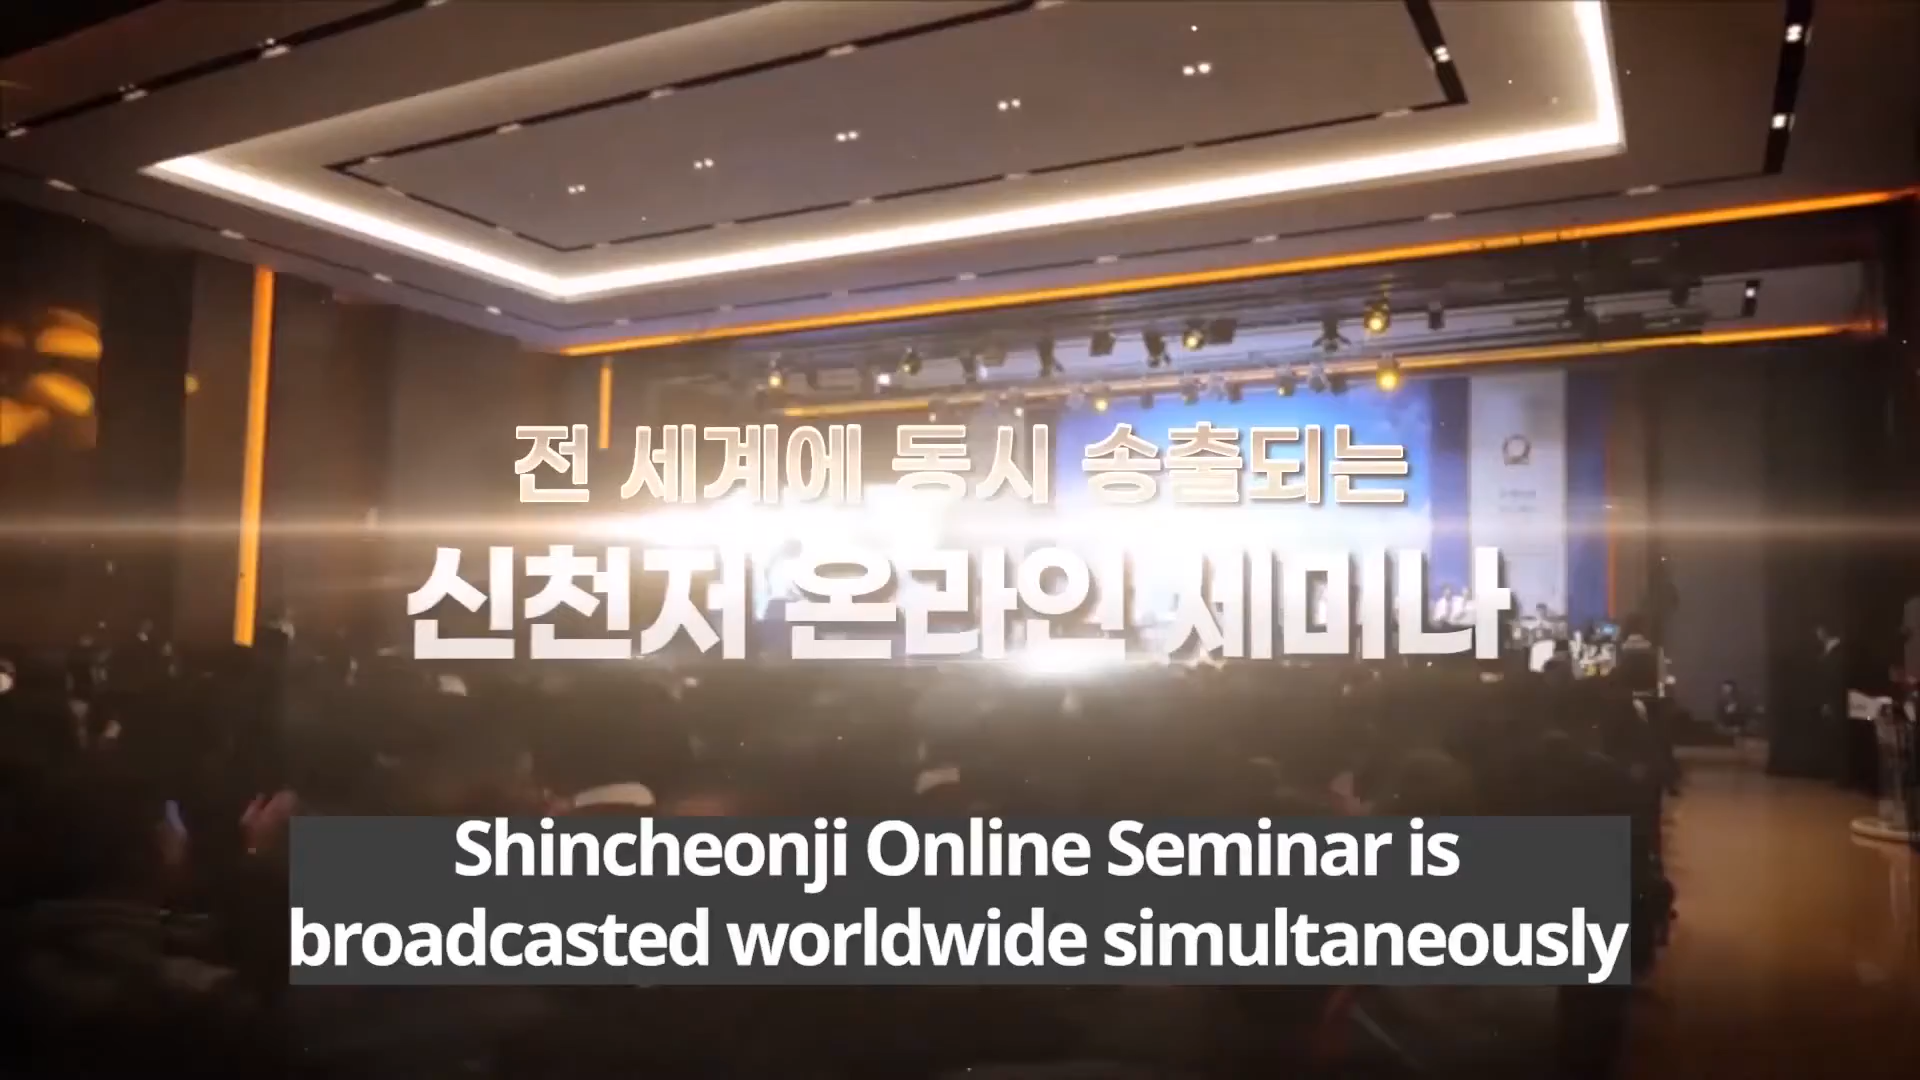 전 세계에 동시 송출되는
신천지 온라인 세미나
Shincheonji Online Seminar is
broadcasted worldwide simultaneously